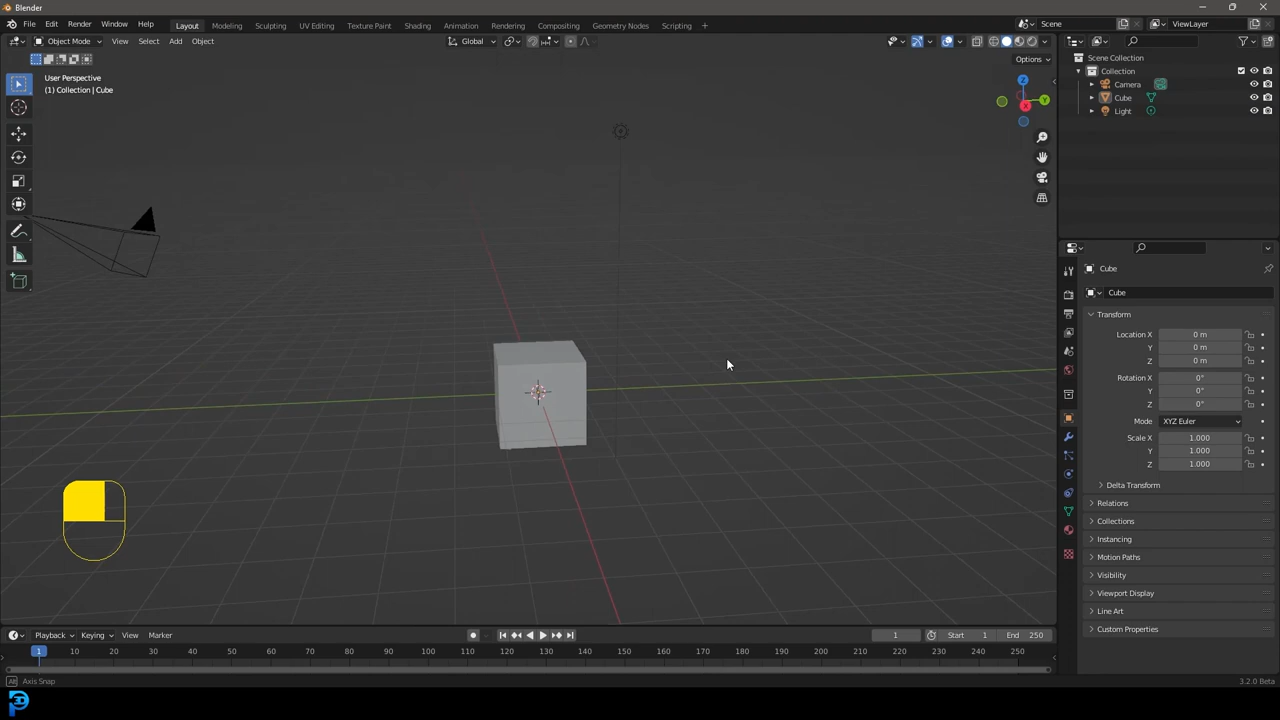 Blender
File Edit Render Window Help Layout Modeling Sculpting UV Editing Texture Paint Shading Animation Rendering Compositing Geometry Nodes Scripting + Scene ViewLayer
Object Mode View Select Add Object Global
Options
User Perspective
(1) Collection | Cube
Z
Y
X
Scene Collection
Collection
Camera
Cube
Light
Cube
Cube
Transform
Location X 0 m
Y 0 m
Z 0 m
Rotation X 0°
Y 0°
Z 0°
Mode XYZ Euler
Scale X 1.000
Y 1.000
Z 1.000
Delta Transform
Relations
Collections
Instancing
Motion Paths
Visibility
Viewport Display
Line Art
Custom Properties
Playback Keying View Marker 1 Start 1 End 250
1 10 20 30 40 50 60 70 80 90 100 110 120 130 140 150 160 170 180 190 200 210 220 230 240 250
Axis Snap 3.2.0 Beta